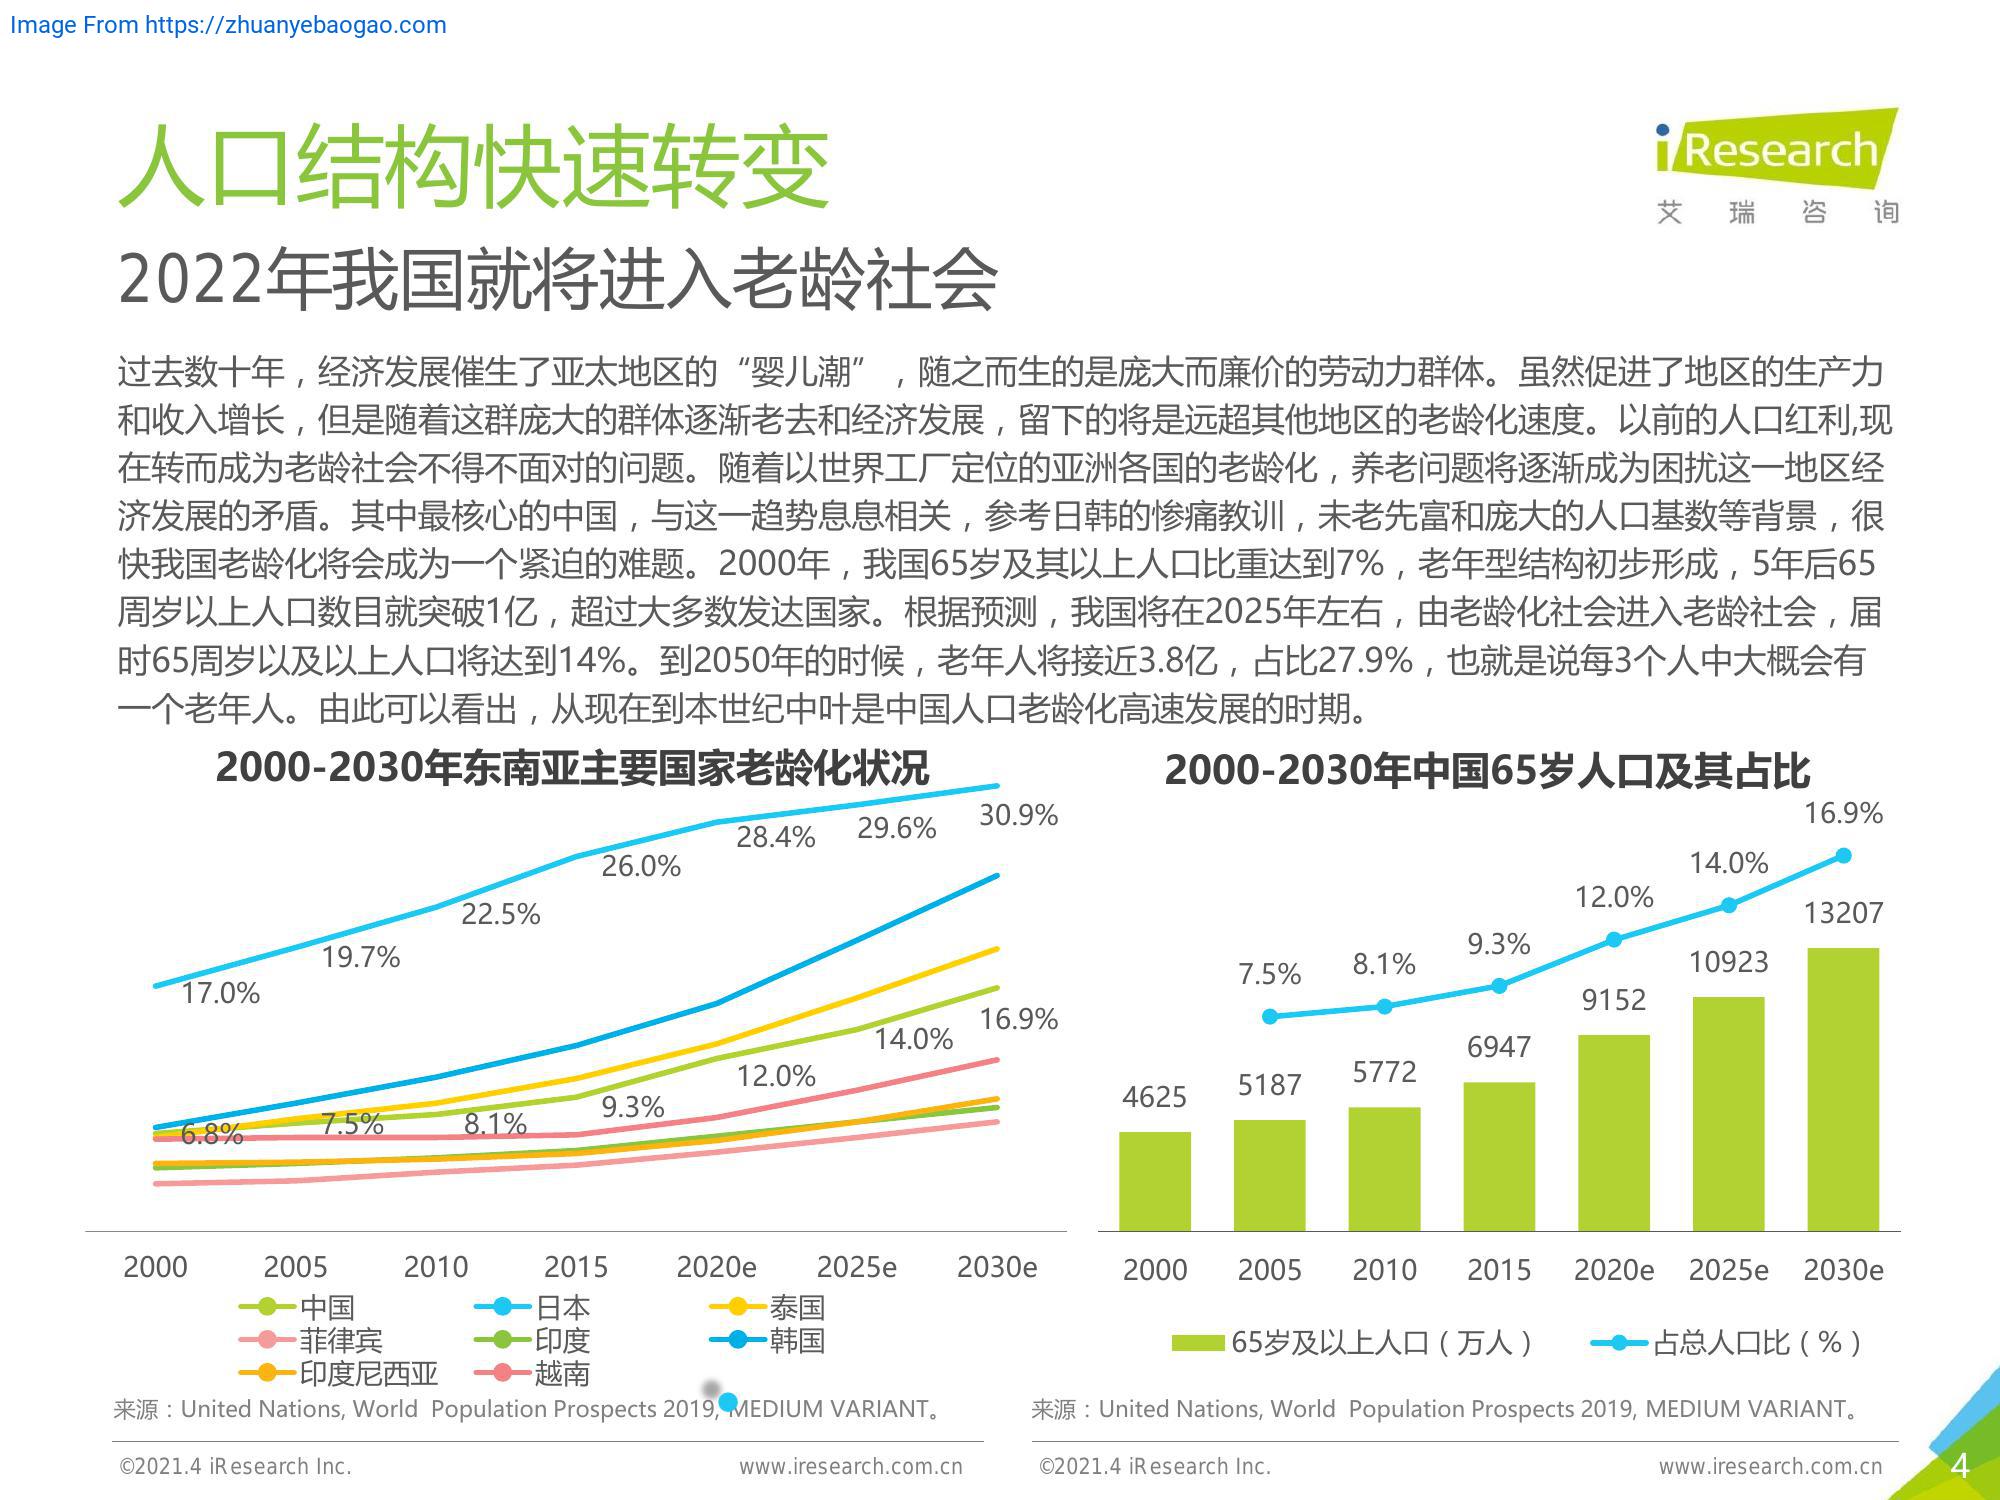 Image From https://zhuanyebaogao.com
人口结构快速转变
iResearch
艾瑞咨询
2022年我国就将进入老龄社会
过去数十年，经济发展催生了亚太地区的“婴儿潮”，随之而生的是庞大而廉价的劳动力群体。虽然促进了地区的生产力
和收入增长，但是随着这群庞大的群体逐渐老去和经济发展，留下的将是远超其他地区的老龄化速度。以前的人口红利,现
在转而成为老龄社会不得不面对的问题。随着以世界工厂定位的亚洲各国的老龄化，养老问题将逐渐成为困扰这一地区经
济发展的矛盾。其中最核心的中国，与这一趋势息息相关，参考日韩的惨痛教训，未老先富和庞大的人口基数等背景，很
快我国老龄化将会成为一个紧迫的难题。2000年，我国65岁及其以上人口比重达到7%，老年型结构初步形成，5年后65
周岁以上人口数目就突破1亿，超过大多数发达国家。根据预测，我国将在2025年左右，由老龄化社会进入老龄社会，届
时65周岁以及以上人口将达到14%。到2050年的时候，老年人将接近3.8亿，占比27.9%，也就是说每3个人中大概会有
一个老年人。由此可以看出，从现在到本世纪中叶是中国人口老龄化高速发展的时期。
2000-2030年东南亚主要国家老龄化状况
17.0%
19.7%
22.5%
26.0%
28.4%
29.6%
30.9%
6.8%
7.5%
8.1%
9.3%
12.0%
14.0%
16.9%
2000 2005 2010 2015 2020e 2025e 2030e
中国 日本 泰国
菲律宾 印度 韩国
印度尼西亚 越南
来源：United Nations, World Population Prospects 2019, MEDIUM VARIANT。
2000-2030年中国65岁人口及其占比
7.5%
8.1%
9.3%
12.0%
14.0%
16.9%
4625
5187
5772
6947
9152
10923
13207
2000 2005 2010 2015 2020e 2025e 2030e
65岁及以上人口（万人） 占总人口比（%）
来源：United Nations, World Population Prospects 2019, MEDIUM VARIANT。
©2021.4 iResearch Inc. www.iresearch.com.cn
©2021.4 iResearch Inc. www.iresearch.com.cn
4